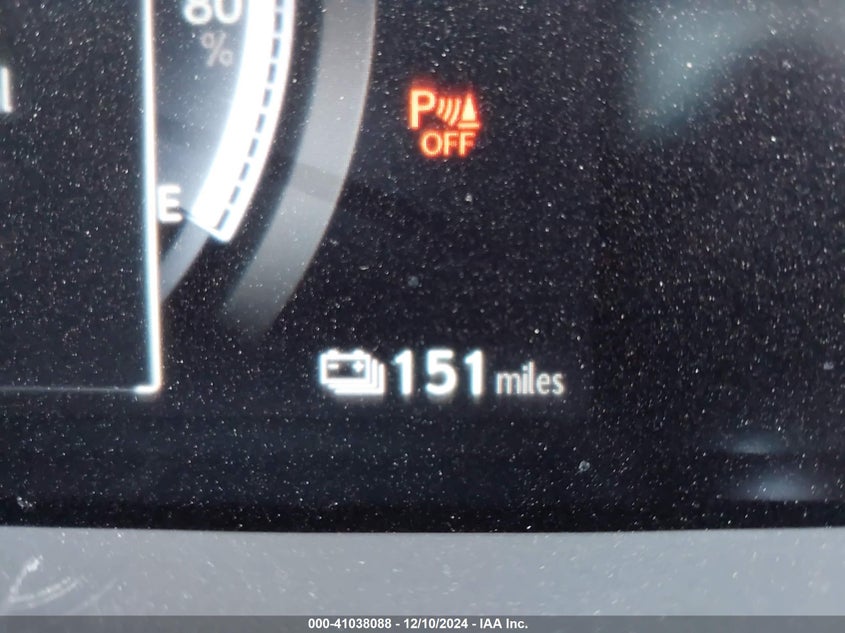 80
%
P
OFF
E
151 miles
000-41038088 - 12/10/2024 - IAA Inc.